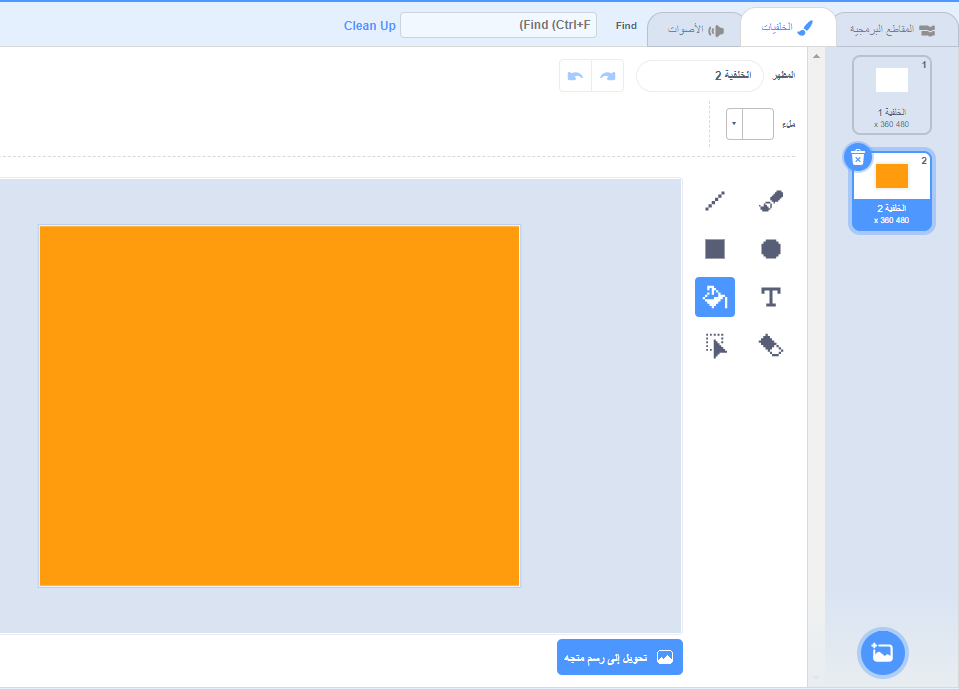 المقاطع البرمجية
الخلفيات
الأصوات
Find
Find (Ctrl+F)
Clean Up
المظهر
الخلفية 2
ملء
1
الخلفية 1
480 x 360
2
الخلفية 2
480 x 360
تحويل إلى رسم متجه